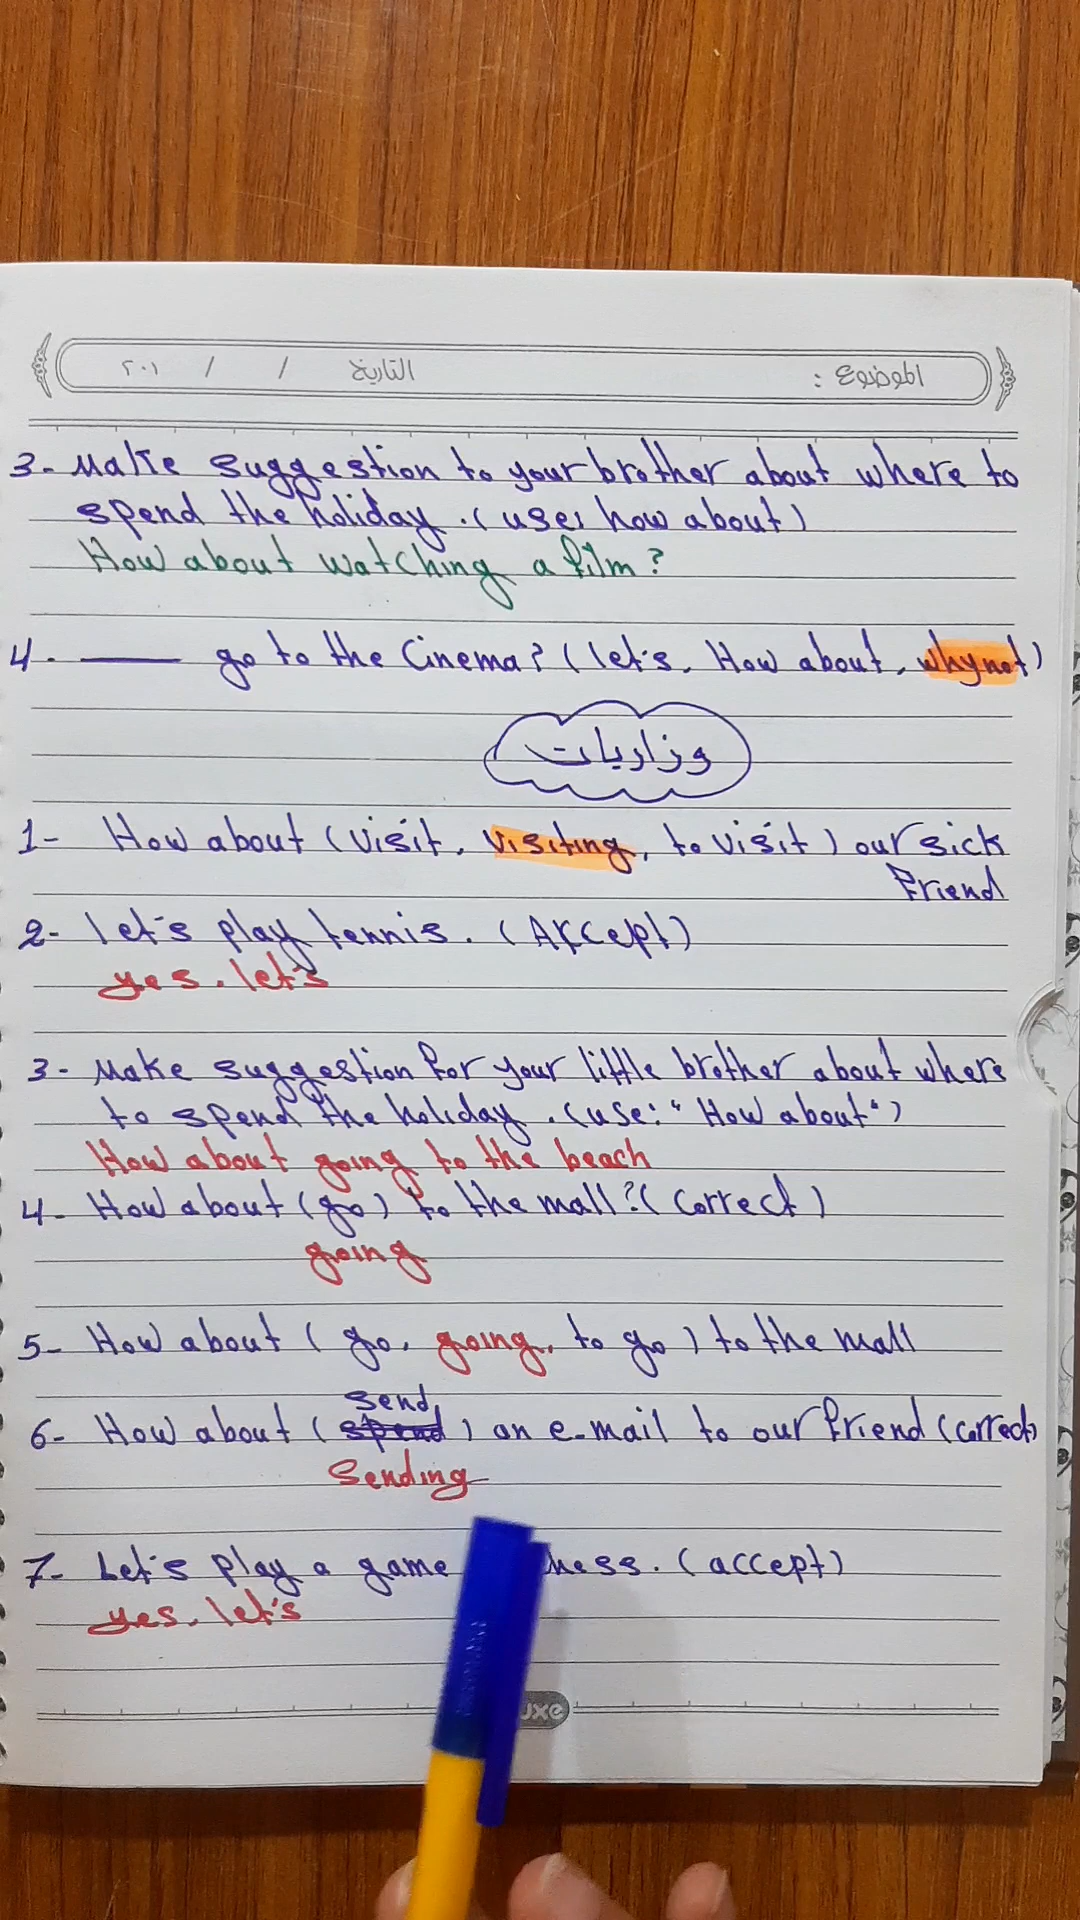 الموضوع : التاريخ / / ٢٠١
3- Make suggestion to your brother about where to
spend the holiday. (use: how about)
How about watching a film?
4. ____ go to the Cinema? (let's, How about, why not)
وزاريات
1- How about (visit, visiting, to visit) our sick
friend
2- let's play tennis. (Accept)
yes. let's
3- Make suggestion for your little brother about where
to spend the holiday. (use: "How about")
How about going to the beach
4- How about (go) to the mall? (correct)
going
5- How about (go, going, to go) to the mall
send
6- How about (spend) an e-mail to our friend (correct)
Sending
7- Let's play a game hess. (accept)
yes. let's
uxe